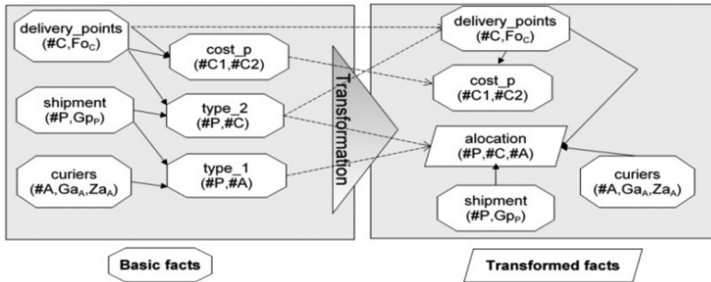 delivery_points
(#C,Fo_C)
cost_p
(#C1,#C2)
shipment
(#P,Gp_P)
type_2
(#P,#C)
curiers
(#A,Ga_A,Za_A)
type_1
(#P,#A)
Transformation
delivery_points
(#C,Fo_C)
cost_p
(#C1,#C2)
alocation
(#P,#C,#A)
shipment
(#P,Gp_P)
curiers
(#A,Ga_A,Za_A)
Basic facts
Transformed facts